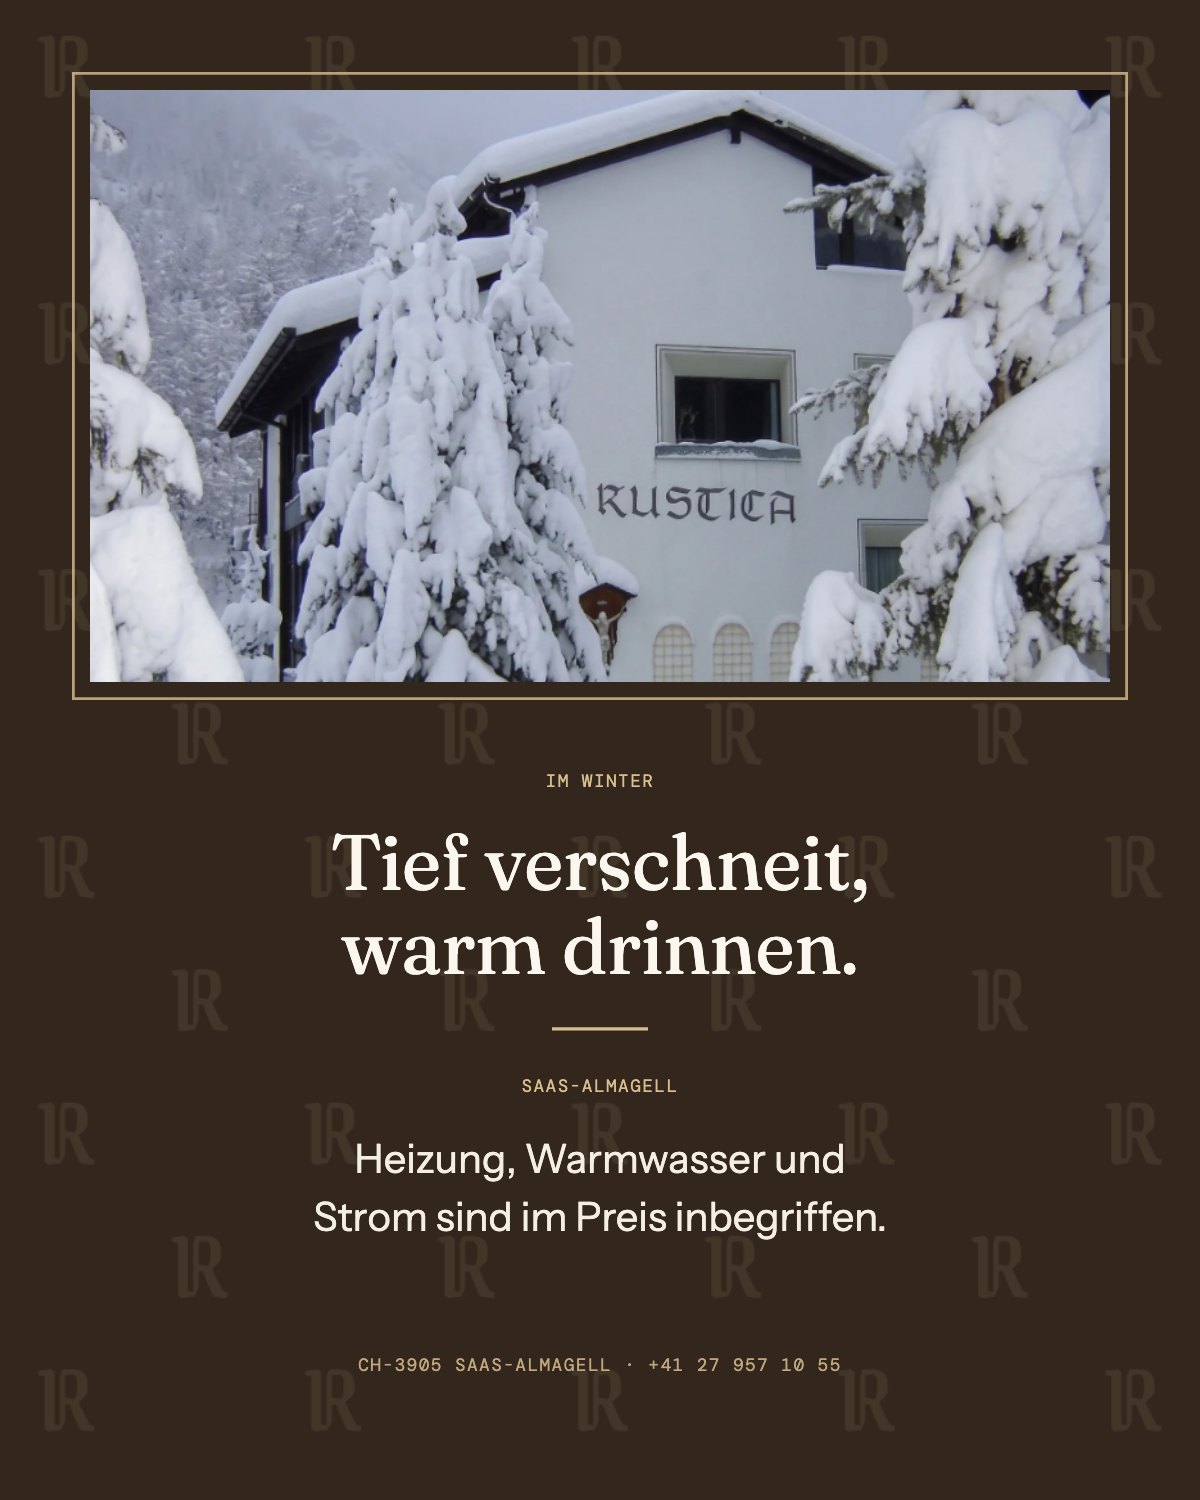 RUSTICA
IM WINTER
Tief verschneit,
warm drinnen.
SAAS-ALMAGELL
Heizung, Warmwasser und
Strom sind im Preis inbegriffen.
CH-3905 SAAS-ALMAGELL · +41 27 957 10 55